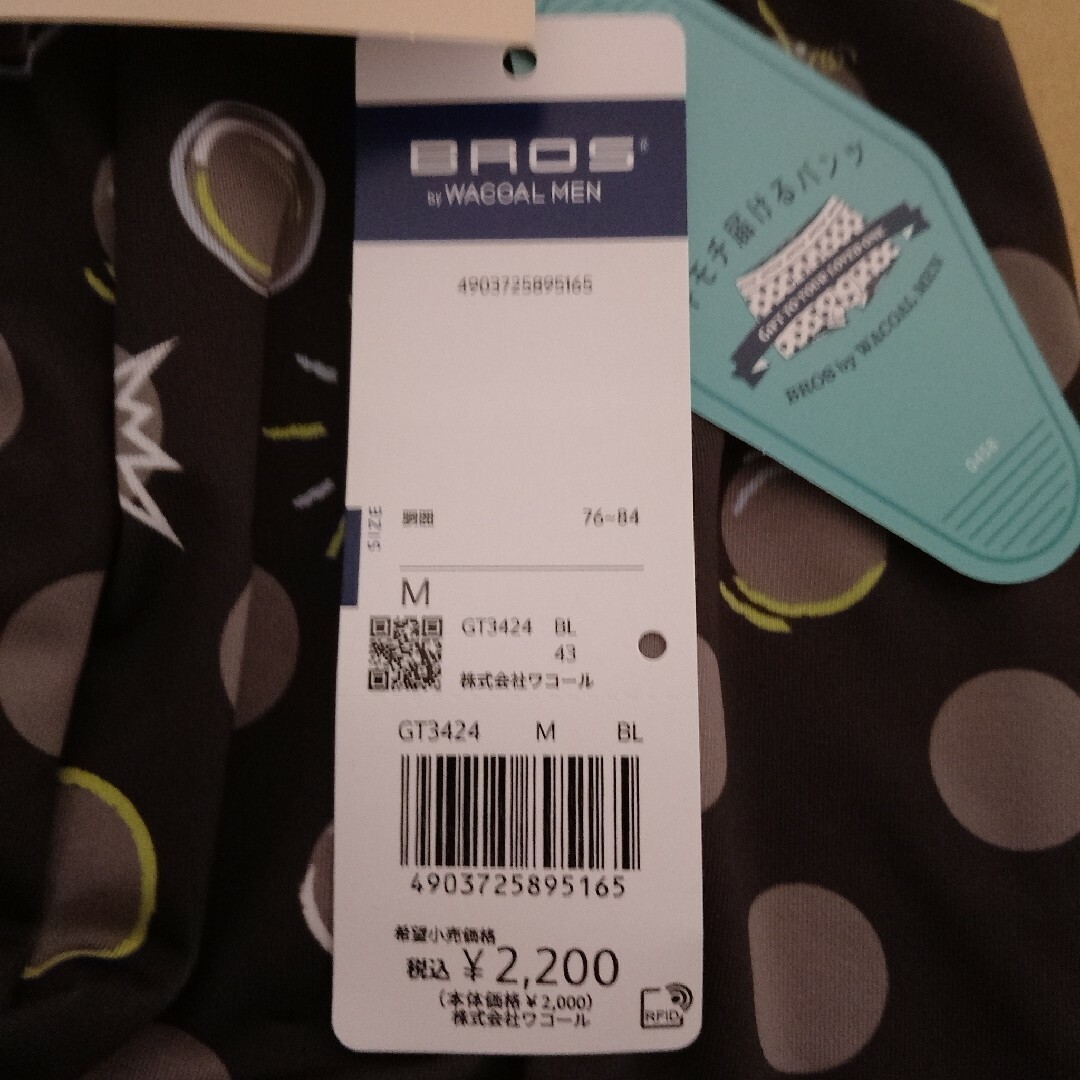 BROS®
by WACOAL MEN
4903725895165
SIZE
胴囲 76~84
M
GT3424 BL
43
株式会社ワコール
GT3424 M BL
4903725895165
希望小売価格
税込 ¥2,200
(本体価格¥2,000)
株式会社ワコール
RFID
モ手届けるパンツ
BROS by WACOAL MEN
0458